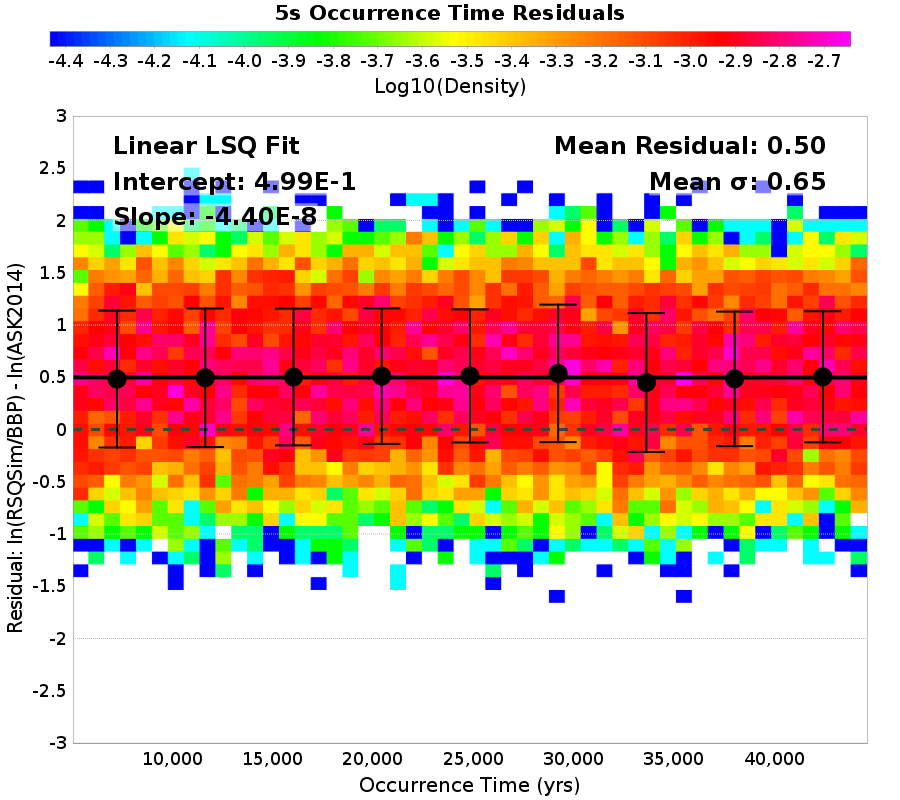 5s Occurrence Time Residuals
-4.4 -4.3 -4.2 -4.1 -4.0 -3.9 -3.8 -3.7 -3.6 -3.5 -3.4 -3.3 -3.2 -3.1 -3.0 -2.9 -2.8 -2.7
Log10(Density)
Linear LSQ Fit
Intercept: 4.99E-1
Slope: -4.40E-8
Mean Residual: 0.50
Mean σ: 0.65
3
2.5
2
1.5
1
0.5
0
-0.5
-1
-1.5
-2
-2.5
-3
Residual: ln(RSQSim/BBP) - ln(ASK2014)
10,000 15,000 20,000 25,000 30,000 35,000 40,000
Occurrence Time (yrs)